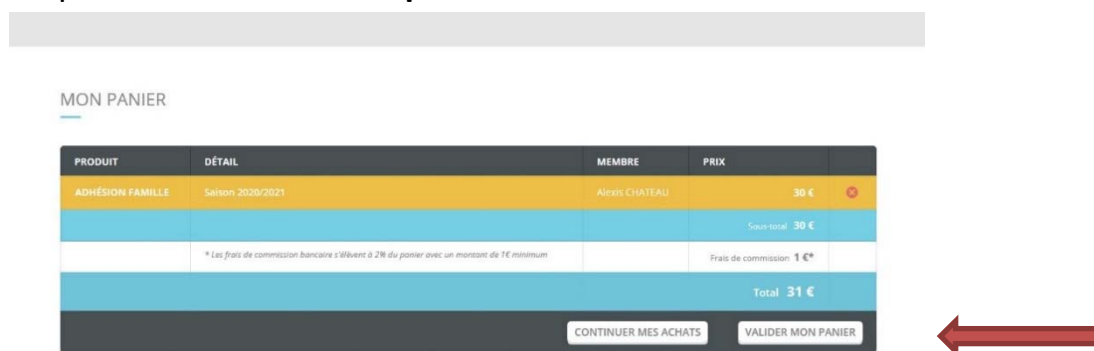 MON PANIER
PRODUIT DÉTAIL MEMBRE PRIX
ADHÉSION FAMILLE Saison 2020/2021 Alexis CHATEAU 30 €
Sous-total 30 €
* Les frais de commission bancaire s'élèvent à 2% du panier avec un montant de 1€ minimum Frais de commission 1 €*
Total 31 €
CONTINUER MES ACHATS VALIDER MON PANIER